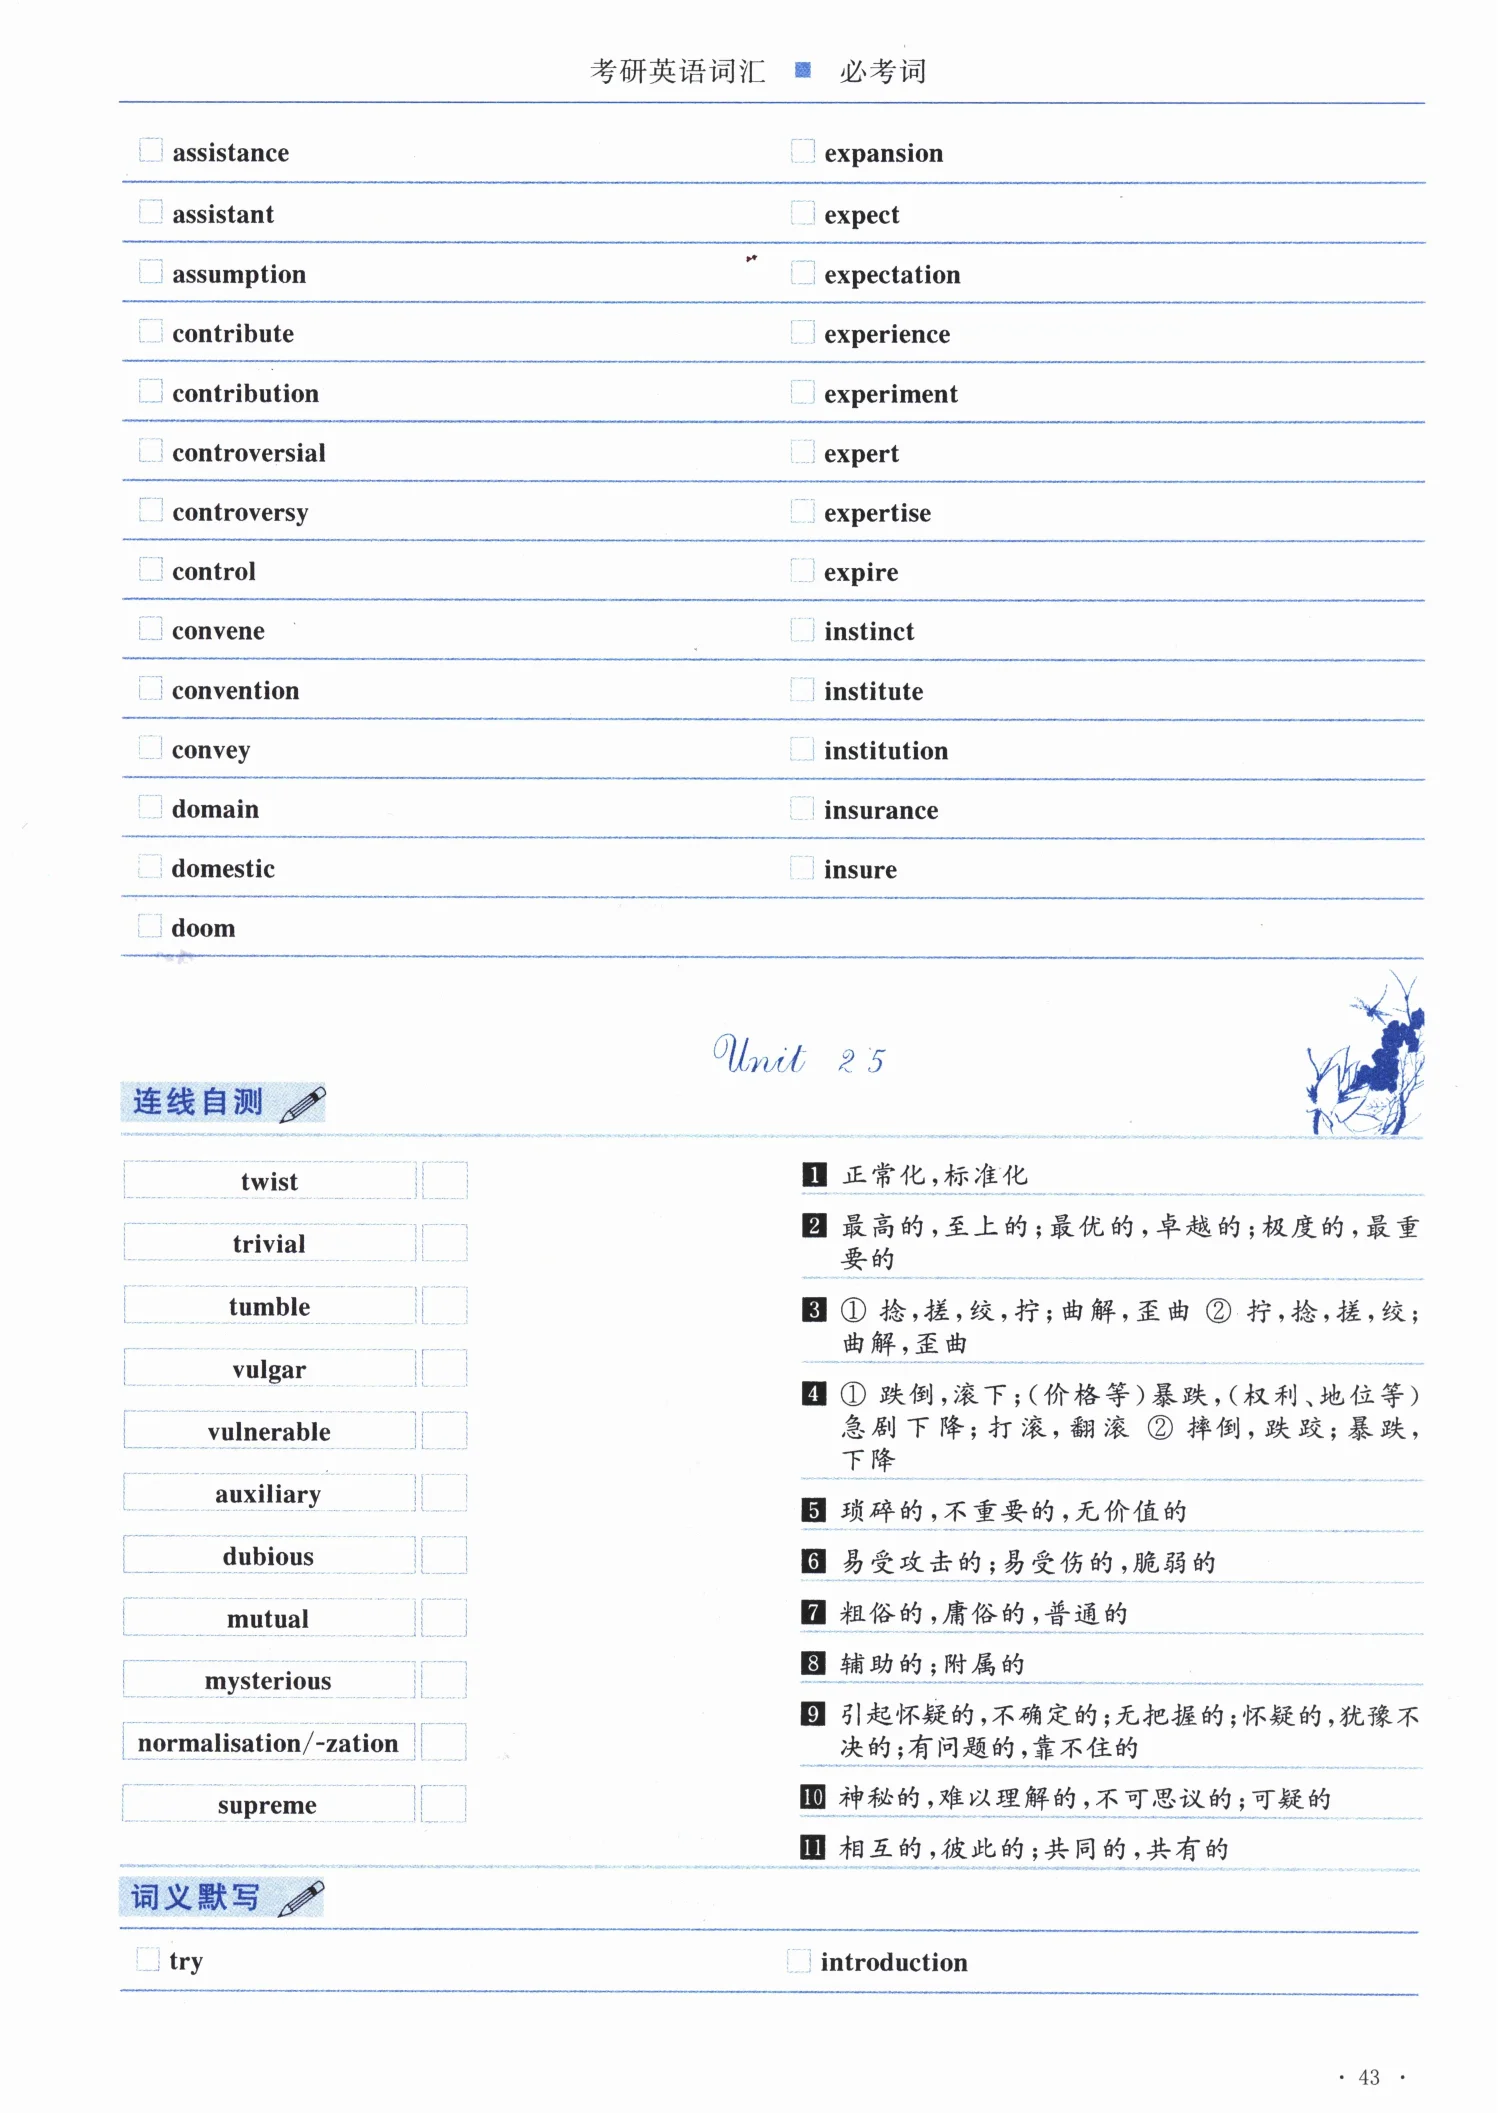 考研英语词汇 ■ 必考词
assistance expansion
assistant expect
assumption expectation
contribute experience
contribution experiment
controversial expert
controversy expertise
control expire
convene instinct
convention institute
convey institution
domain insurance
domestic insure
doom
Unit 25
连线自测
twist
trivial
tumble
vulgar
vulnerable
auxiliary
dubious
mutual
mysterious
normalisation/-zation
supreme
1 正常化,标准化
2 最高的,至上的;最优的,卓越的;极度的,最重
要的
3 ① 捻,搓,绞,拧;曲解,歪曲 ② 拧,捻,搓,绞;
曲解,歪曲
4 ① 跌倒,滚下;(价格等)暴跌,(权利、地位等)
急剧下降;打滚,翻滚 ② 摔倒,跌跤;暴跌,
下降
5 琐碎的,不重要的,无价值的
6 易受攻击的;易受伤的,脆弱的
7 粗俗的,庸俗的,普通的
8 辅助的;附属的
9 引起怀疑的,不确定的;无把握的;怀疑的,犹豫不
决的;有问题的,靠不住的
10 神秘的,难以理解的,不可思议的;可疑的
11 相互的,彼此的;共同的,共有的
词义默写
try introduction
· 43 ·